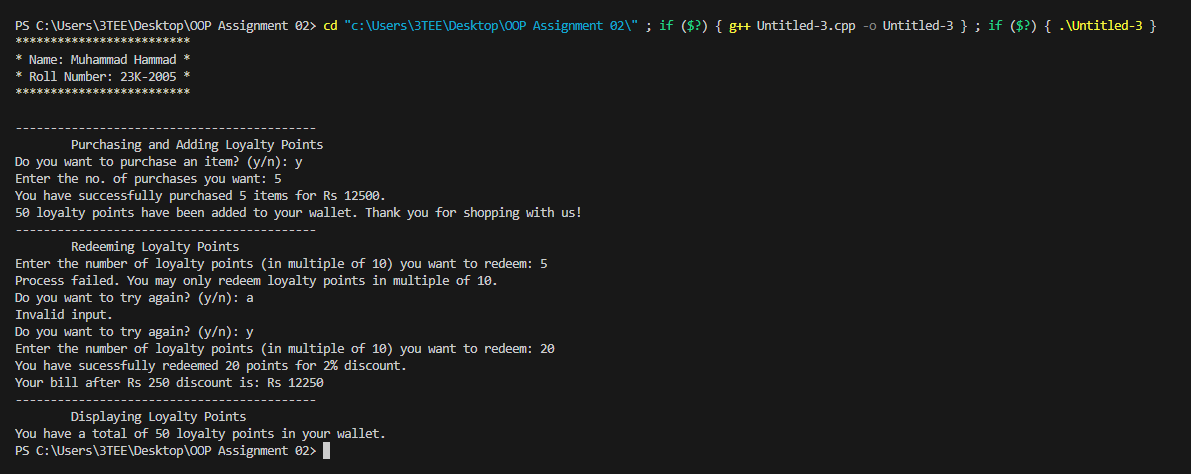 PS C:\Users\3TEE\Desktop\OOP Assignment 02> cd "c:\Users\3TEE\Desktop\OOP Assignment 02\" ; if ($?) { g++ Untitled-3.cpp -o Untitled-3 } ; if ($?) { .\Untitled-3 }
*************************
* Name: Muhammad Hammad *
* Roll Number: 23K-2005 *
*************************
-------------------------------------------
Purchasing and Adding Loyalty Points
Do you want to purchase an item? (y/n): y
Enter the no. of purchases you want: 5
You have successfully purchased 5 items for Rs 12500.
50 loyalty points have been added to your wallet. Thank you for shopping with us!
-------------------------------------------
Redeeming Loyalty Points
Enter the number of loyalty points (in multiple of 10) you want to redeem: 5
Process failed. You may only redeem loyalty points in multiple of 10.
Do you want to try again? (y/n): a
Invalid input.
Do you want to try again? (y/n): y
Enter the number of loyalty points (in multiple of 10) you want to redeem: 20
You have sucessfully redeemed 20 points for 2% discount.
Your bill after Rs 250 discount is: Rs 12250
-------------------------------------------
Displaying Loyalty Points
You have a total of 50 loyalty points in your wallet.
PS C:\Users\3TEE\Desktop\OOP Assignment 02>